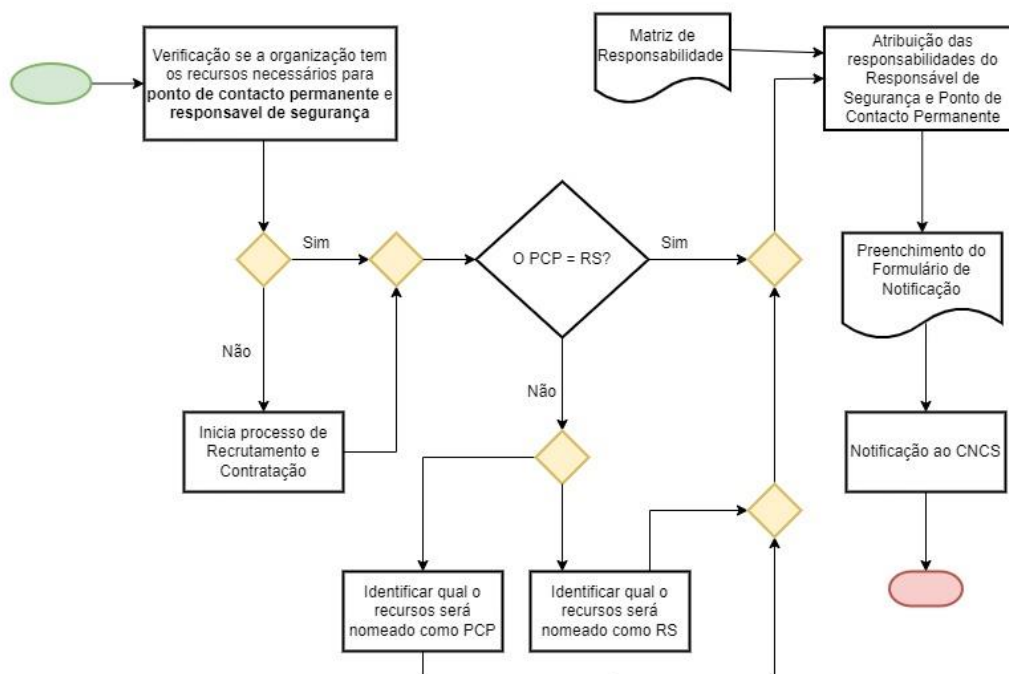 Verificação se a organização tem
os recursos necessários para
ponto de contacto permanente e
responsavel de segurança
Matriz de
Responsabilidade
Atribuição das
responsabilidades do
Responsável de
Segurança e Ponto de
Contacto Permanente
Sim
O PCP = RS?
Sim
Preenchimento do
Formulário de
Notificação
Não
Não
Inicia processo de
Recrutamento e
Contratação
Notificação ao CNCS
Identificar qual o
recursos será
nomeado como PCP
Identificar qual o
recursos será
nomeado como RS